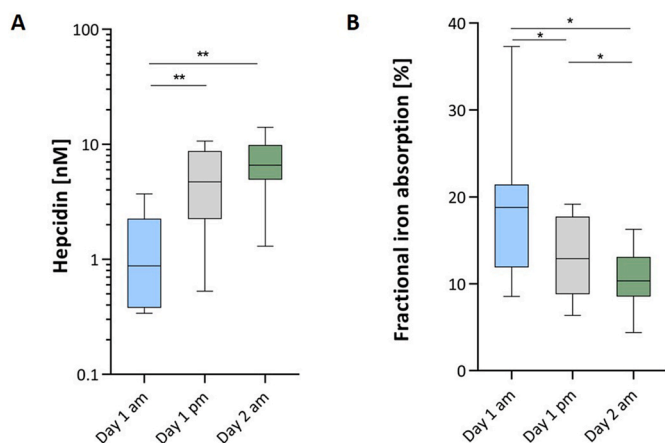 A
Hepcidin [nM]
100
10
1
0.1
**
**
Day 1 am
Day 1 pm
Day 2 am
B
Fractional iron absorption [%]
40
30
20
10
0
*
*
*
Day 1 am
Day 1 pm
Day 2 am